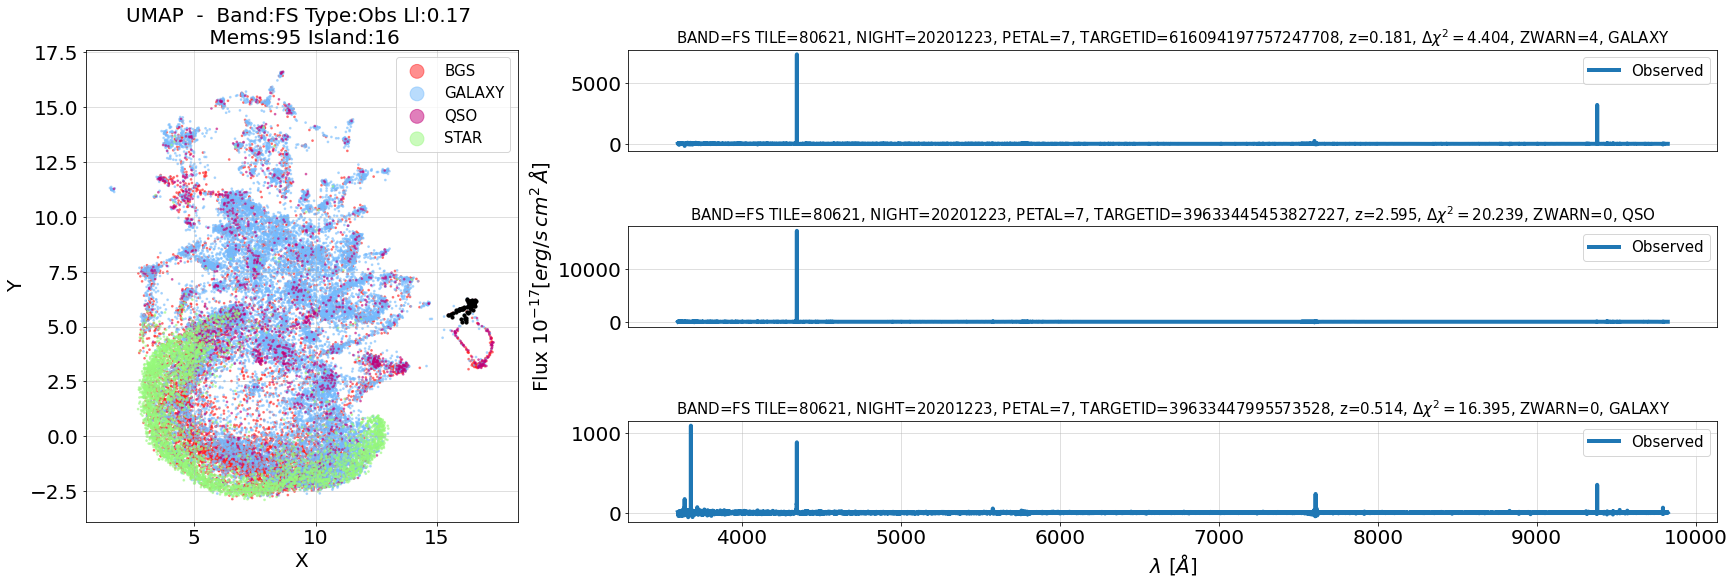 UMAP - Band:FS Type:Obs Ll:0.17
Mems:95 Island:16
17.5
15.0
12.5
10.0
7.5
5.0
2.5
0.0
−2.5
Y
5
10
15
X
BGS
GALAXY
QSO
STAR
Flux 10⁻¹⁷[erg/s cm² Å]
BAND=FS TILE=80621, NIGHT=20201223, PETAL=7, TARGETID=616094197757247708, z=0.181, Δχ² = 4.404, ZWARN=4, GALAXY
5000
0
Observed
BAND=FS TILE=80621, NIGHT=20201223, PETAL=7, TARGETID=39633445453827227, z=2.595, Δχ² = 20.239, ZWARN=0, QSO
10000
0
Observed
BAND=FS TILE=80621, NIGHT=20201223, PETAL=7, TARGETID=39633447995573528, z=0.514, Δχ² = 16.395, ZWARN=0, GALAXY
1000
0
Observed
4000
5000
6000
7000
8000
9000
10000
λ [Å]